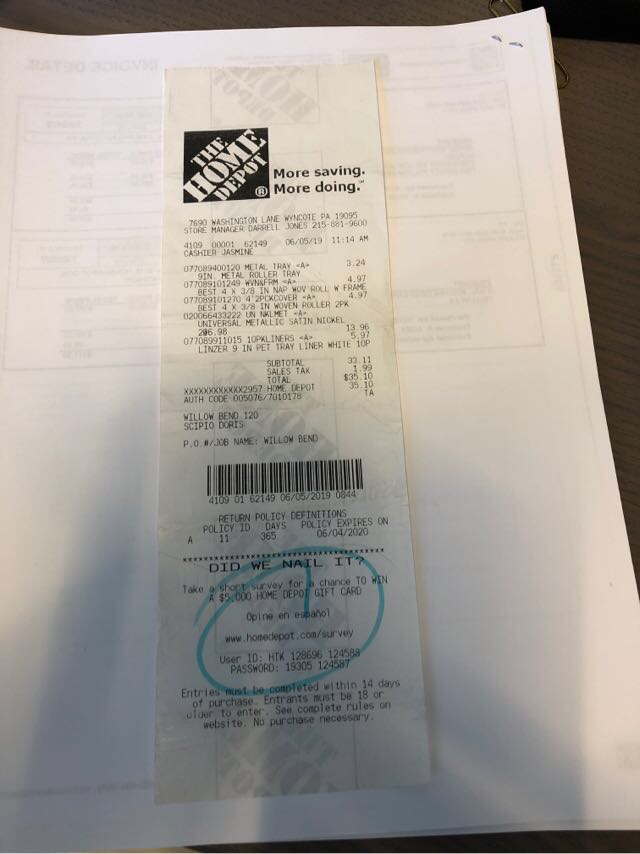 INVOICE DETAIL
THE
HOME
DEPOT
®
More saving.
More doing.™
7690 WASHINGTON LANE WYNCOTE PA 19095
STORE MANAGER DARRELL JONES 215-881-9600
4109 00001 62149 06/05/19 11:14 AM
CASHIER JASMINE
077089400120 METAL TRAY <A> 3.24
9IN. METAL ROLLER TRAY
077089101249 WVN&FRM <A> 4.97
BEST 4 X 3/8 IN NAP WOV ROLL W FRAME
077089101270 4'2PCKCOVER <A> 4.97
BEST 4 X 3/8 IN WOVEN ROLLER 2PK
020066433222 UN NKLMET <A>
UNIVERSAL METALLIC SATIN NICKEL
2@6.98 13.96
077089911015 10PKLINERS <A> 5.97
LINZER 9 IN PET TRAY LINER WHITE 10P
SUBTOTAL 33.11
SALES TAX 1.99
TOTAL $35.10
XXXXXXXXXXXX2957 HOME DEPOT 35.10
AUTH CODE 005076/7010178 TA
WILLOW BEND 120
SCIPIO DORIS
P.O.#/JOB NAME: WILLOW BEND
4109 01 62149 06/05/2019 0844
RETURN POLICY DEFINITIONS
POLICY ID DAYS POLICY EXPIRES ON
A 11 365 06/04/2020
DID WE NAIL IT?
Take a short survey for a chance TO WIN
A $5,000 HOME DEPOT GIFT CARD
Opine en español
www.homedepot.com/survey
User ID: HTK 128696 124588
PASSWORD: 19305 124587
Entries must be completed within 14 days
of purchase. Entrants must be 18 or
older to enter. See complete rules on
website. No purchase necessary.